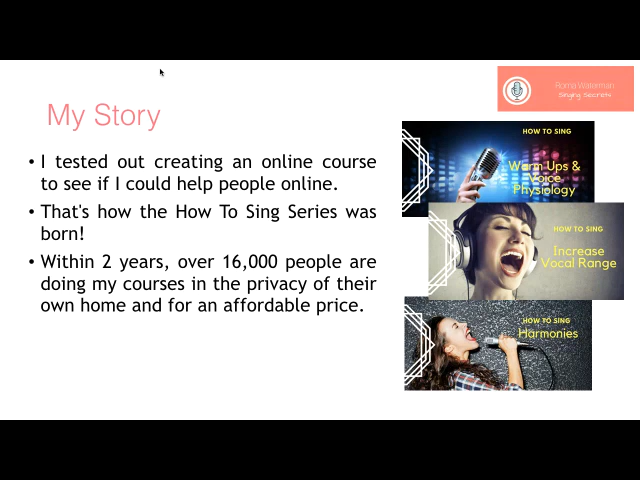 Roma Waterman
Singing Secrets
My Story
• I tested out creating an online course
to see if I could help people online.
• That's how the How To Sing Series was
born!
• Within 2 years, over 16,000 people are
doing my courses in the privacy of their
own home and for an affordable price.
HOW TO SING
Warm Ups &
Voice
Physiology
HOW TO SING
Increase
Vocal Range
HOW TO SING
Harmonies